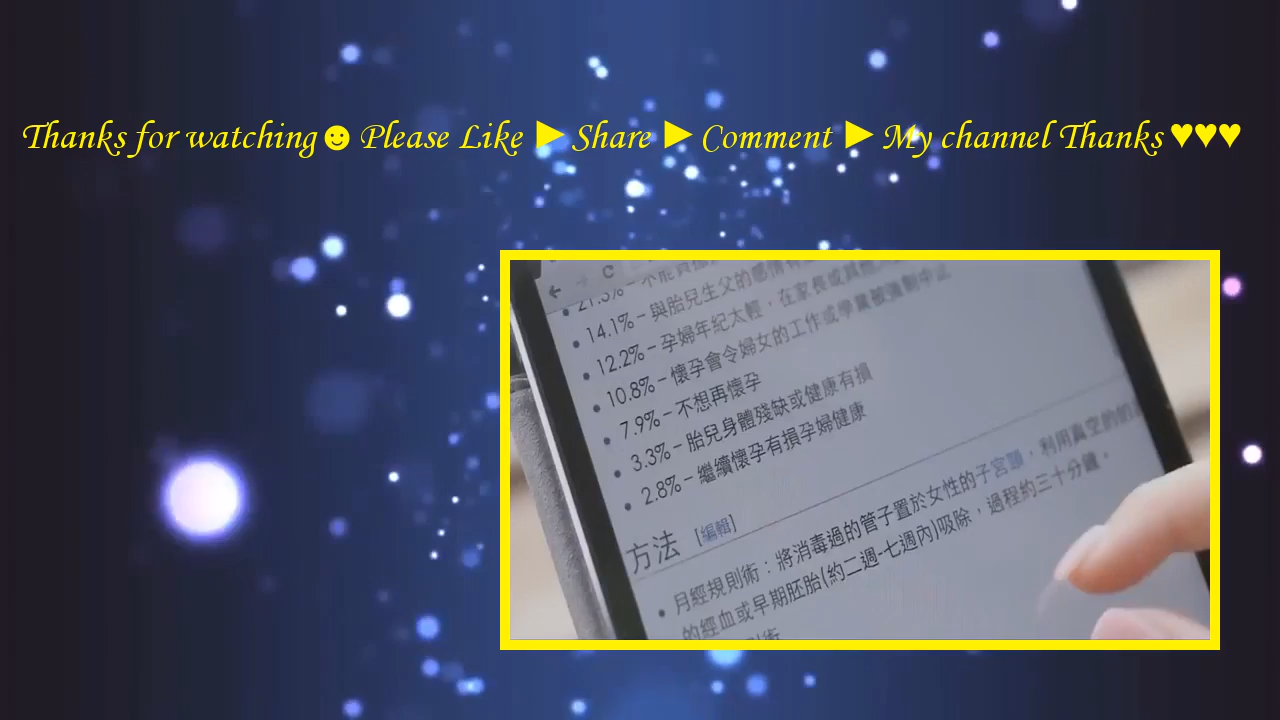 Thanks for watching☻ Please Like ► Share ► Comment ► My channel Thanks ♥♥♥
14.1% – 與胎兒生父的感情有
12.2% – 孕婦年紀太輕，在家長或其他
10.8% – 懷孕會令婦女的工作或學業被強制中止
7.9% – 不想再懷孕
3.3% – 胎兒身體殘缺或健康有損
2.8% – 繼續懷孕有損孕婦健康
方法 [編輯]
月經規則術：將消毒過的管子置於女性的子宮頸，利用真空的
的經血或早期胚胎(約二週-七週內)吸除，過程約三十分鐘。